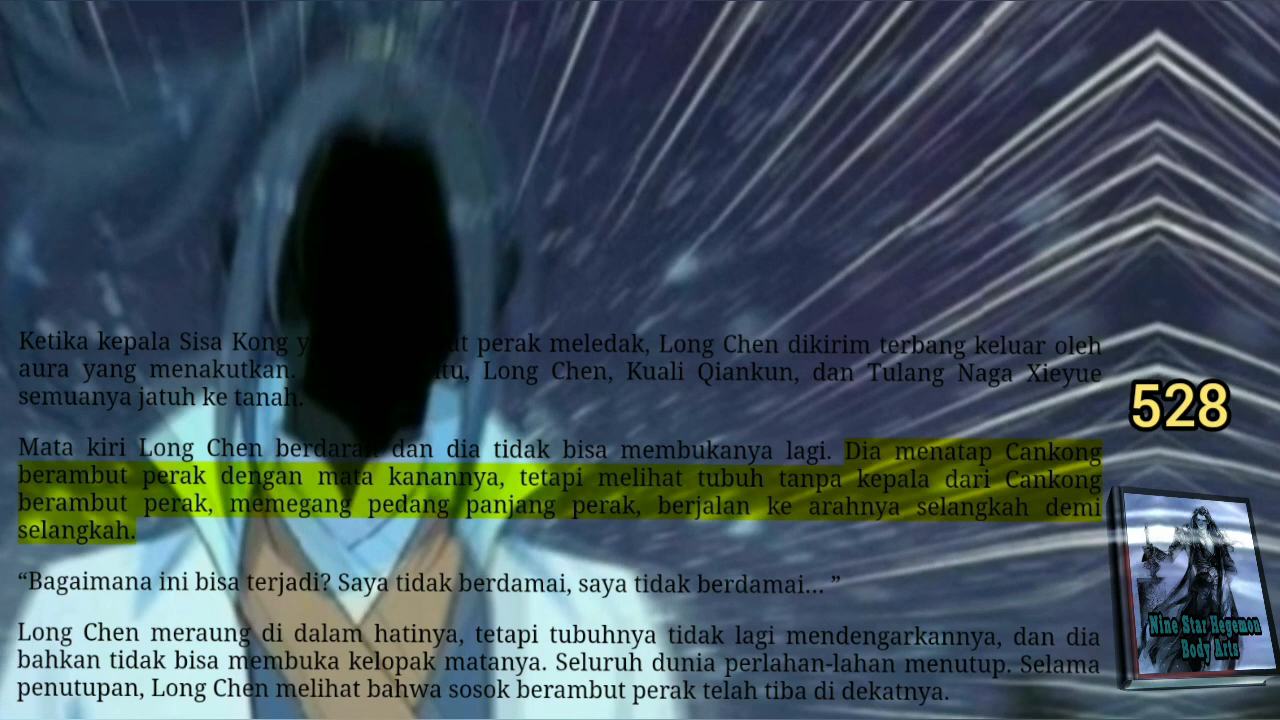 Ketika kepala Sisa Kong perak meledak, Long Chen dikirim terbang keluar oleh
aura yang menakutkan. Long Chen, Kuali Qiankun, dan Tulang Naga Xieyue
semuanya jatuh ke tanah.
Mata kiri Long Chen berdarah dan dia tidak bisa membukanya lagi. Dia menatap Cankong
berambut perak dengan mata kanannya, tetapi melihat tubuh tanpa kepala dari Cankong
berambut perak, memegang pedang panjang perak, berjalan ke arahnya selangkah demi
selangkah.
“Bagaimana ini bisa terjadi? Saya tidak berdamai, saya tidak berdamai... ”
Long Chen meraung di dalam hatinya, tetapi tubuhnya tidak lagi mendengarkannya, dan dia
bahkan tidak bisa membuka kelopak matanya. Seluruh dunia perlahan-lahan menutup. Selama
penutupan, Long Chen melihat bahwa sosok berambut perak telah tiba di dekatnya.
528
Nine Star Hegemon
Body Arts